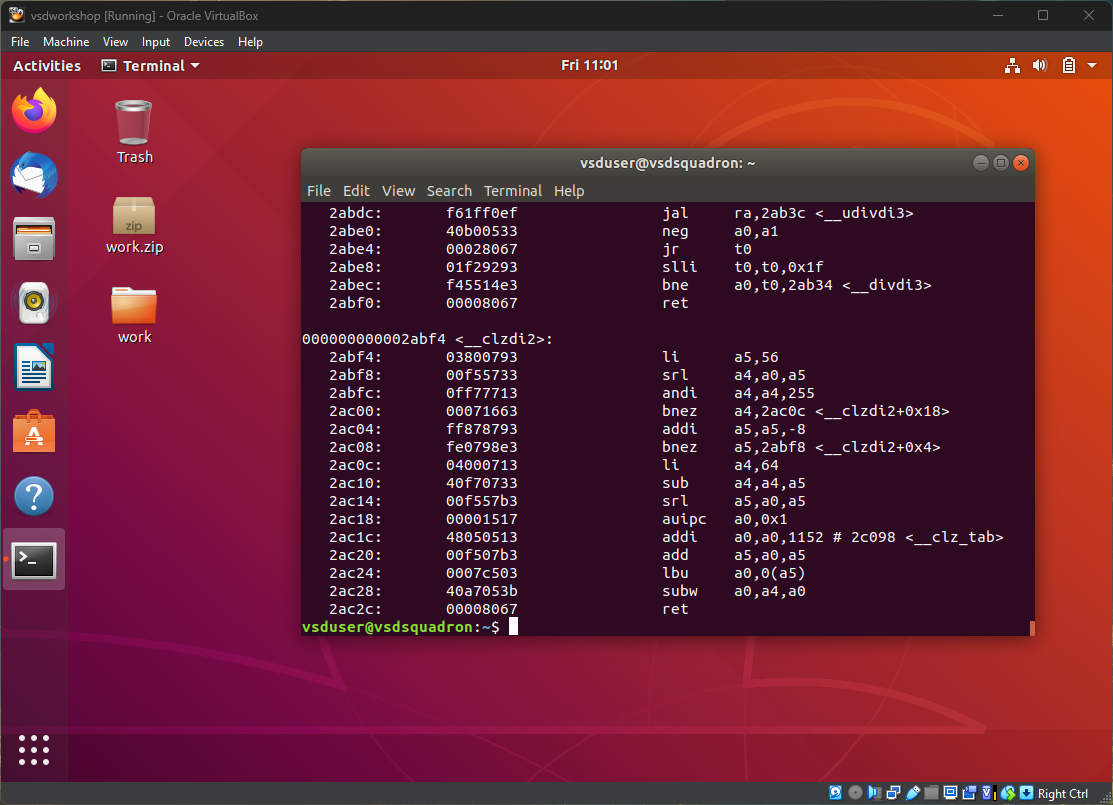 vsdworkshop [Running] - Oracle VirtualBox
File Machine View Input Devices Help
Activities Terminal Fri 11:01
Trash
zip
work.zip
work
vsduser@vsdsquadron: ~
File Edit View Search Terminal Help
2abdc: f61ff0ef jal ra,2ab3c <__udivdi3>
2abe0: 40b00533 neg a0,a1
2abe4: 00028067 jr t0
2abe8: 01f29293 slli t0,t0,0x1f
2abec: f45514e3 bne a0,t0,2ab34 <__divdi3>
2abf0: 00008067 ret
000000000002abf4 <__clzdi2>:
2abf4: 03800793 li a5,56
2abf8: 00f55733 srl a4,a0,a5
2abfc: 0ff77713 andi a4,a4,255
2ac00: 00071663 bnez a4,2ac0c <__clzdi2+0x18>
2ac04: ff878793 addi a5,a5,-8
2ac08: fe0798e3 bnez a5,2abf8 <__clzdi2+0x4>
2ac0c: 04000713 li a4,64
2ac10: 40f70733 sub a4,a4,a5
2ac14: 00f557b3 srl a5,a0,a5
2ac18: 00001517 auipc a0,0x1
2ac1c: 48050513 addi a0,a0,1152 # 2c098 <__clz_tab>
2ac20: 00f507b3 add a5,a0,a5
2ac24: 0007c503 lbu a0,0(a5)
2ac28: 40a7053b subw a0,a4,a0
2ac2c: 00008067 ret
vsduser@vsdsquadron:~$
Right Ctrl